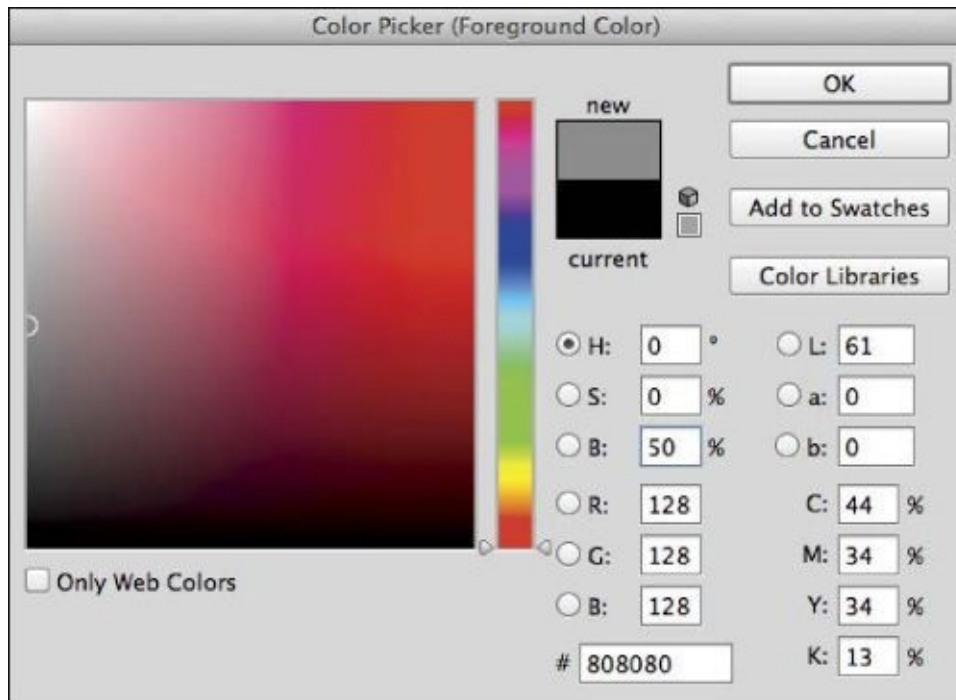 Color Picker (Foreground Color)
new
current
OK
Cancel
Add to Swatches
Color Libraries
H: 0 °
S: 0 %
B: 50 %
R: 128
G: 128
B: 128
# 808080
L: 61
a: 0
b: 0
C: 44 %
M: 34 %
Y: 34 %
K: 13 %
Only Web Colors